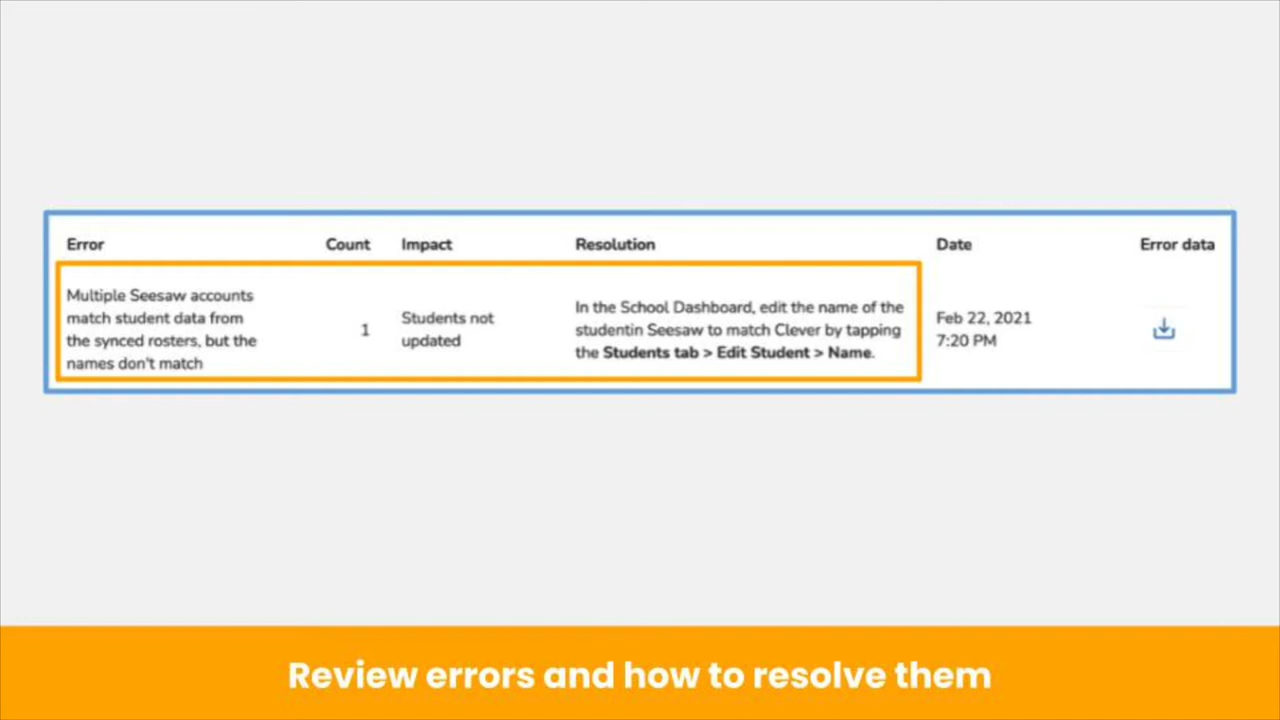 Error Count Impact Resolution Date Error data
Multiple Seesaw accounts
match student data from
the synced rosters, but the
names don't match
1
Students not
updated
In the School Dashboard, edit the name of the
studentin Seesaw to match Clever by tapping
the Students tab > Edit Student > Name.
Feb 22, 2021
7:20 PM
Review errors and how to resolve them